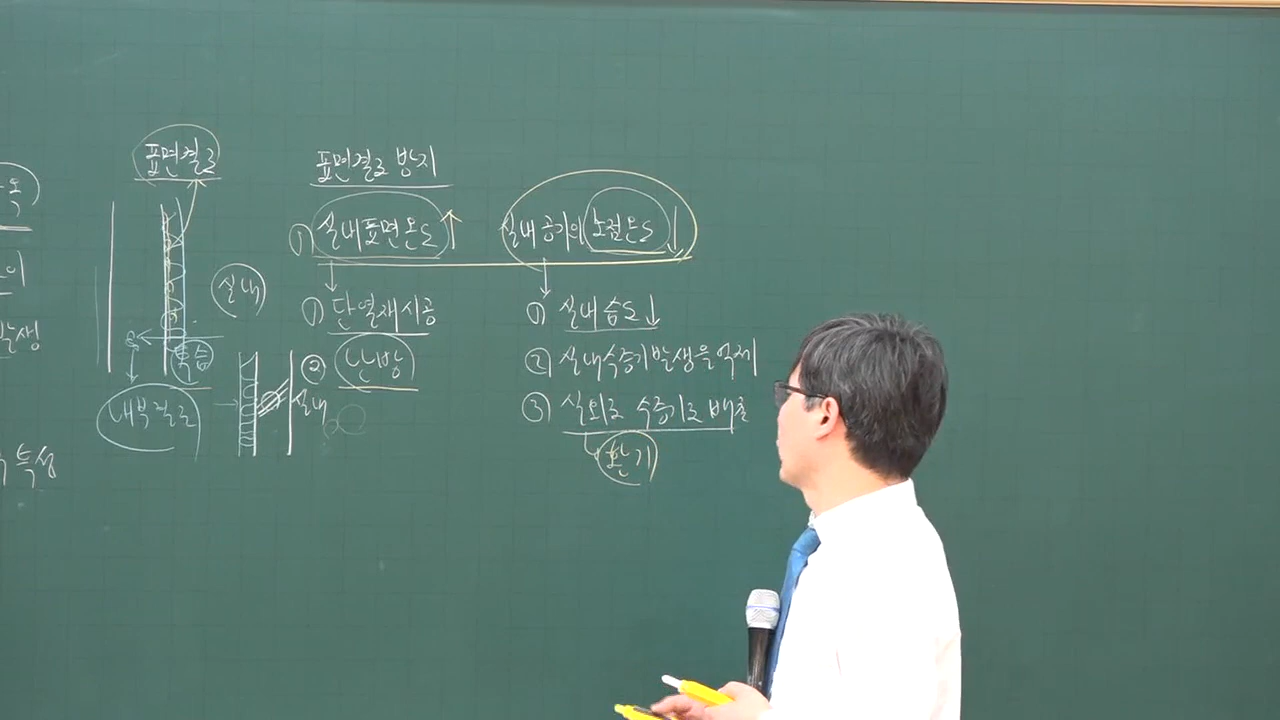 표면결로
실내
내부결로
실내
표면결로 방지
① 실내표면온도 ↑
① 단열재시공
② 난방
실내 공기의 노점온도 ↓
① 실내습도 ↓
② 실내수증기발생을 억제
③ 실외로 수증기로 배출
환기
특성